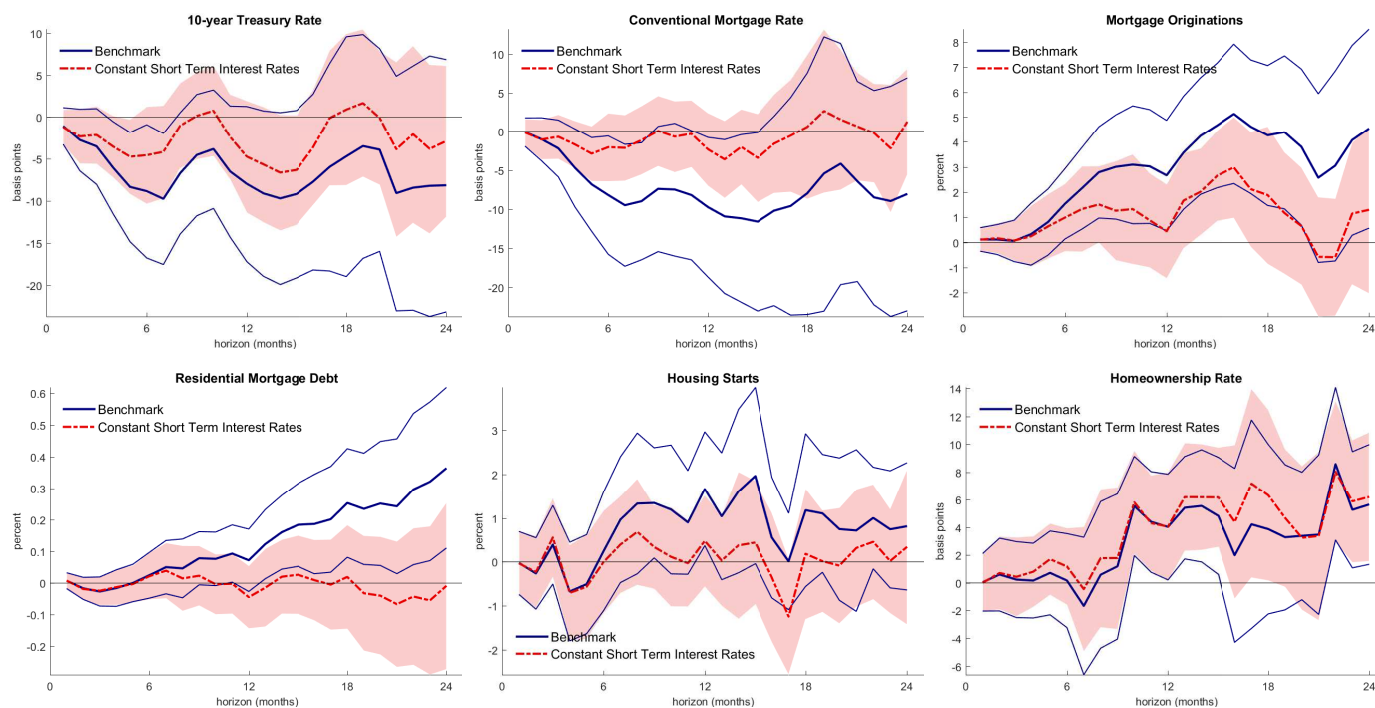 10-year Treasury Rate
Benchmark
Constant Short Term Interest Rates
basis points
10
5
0
-5
-10
-15
-20
0
6
12
18
24
horizon (months)
Conventional Mortgage Rate
Benchmark
Constant Short Term Interest Rates
basis points
10
5
0
-5
-10
-15
-20
0
6
12
18
24
horizon (months)
Mortgage Originations
Benchmark
Constant Short Term Interest Rates
percent
8
7
6
5
4
3
2
1
0
-1
-2
0
6
12
18
24
horizon (months)
Residential Mortgage Debt
Benchmark
Constant Short Term Interest Rates
percent
0.6
0.5
0.4
0.3
0.2
0.1
0
-0.1
-0.2
0
6
12
18
24
horizon (months)
Housing Starts
percent
3
2
1
0
-1
-2
Benchmark
Constant Short Term Interest Rates
0
6
12
18
24
horizon (months)
Homeownership Rate
Benchmark
Constant Short Term Interest Rates
basis points
14
12
10
8
6
4
2
0
-2
-4
-6
0
6
12
18
24
horizon (months)